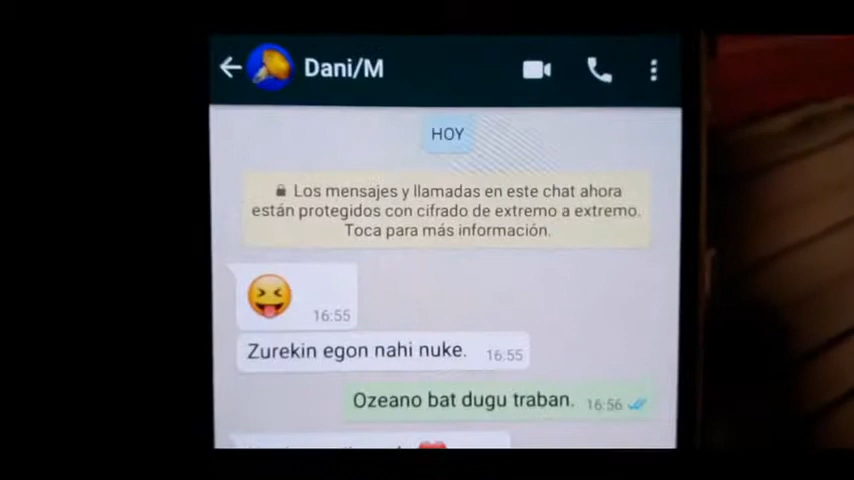 Dani/M
HOY
Los mensajes y llamadas en este chat ahora
están protegidos con cifrado de extremo a extremo.
Toca para más información.
16:55
Zurekin egon nahi nuke. 16:55
Ozeano bat dugu traban. 16:56